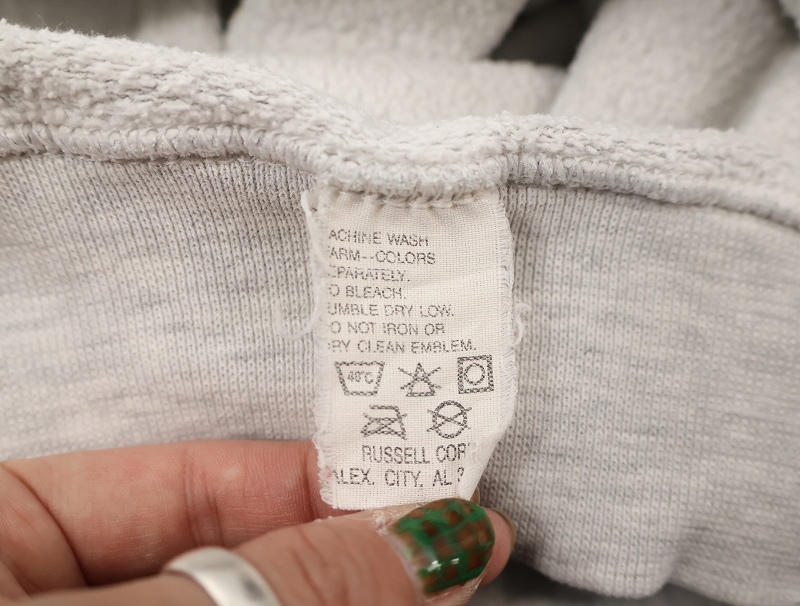 ACHINE WASH
ARM--COLORS
EPARATELY.
O BLEACH.
UMBLE DRY LOW.
O NOT IRON OR
RY CLEAN EMBLEM.
40°C
RUSSELL COR
ALEX. CITY, AL